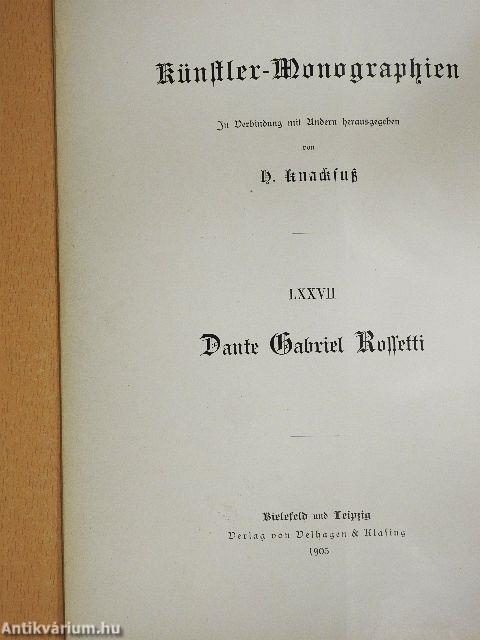 Künstler-Monographien
In Verbindung mit Andern herausgegeben
von
H. Knackfuß
LXXVII
Dante Gabriel Rossetti
Bielefeld und Leipzig
Verlag von Velhagen & Klasing
1905
Antikvárium.hu